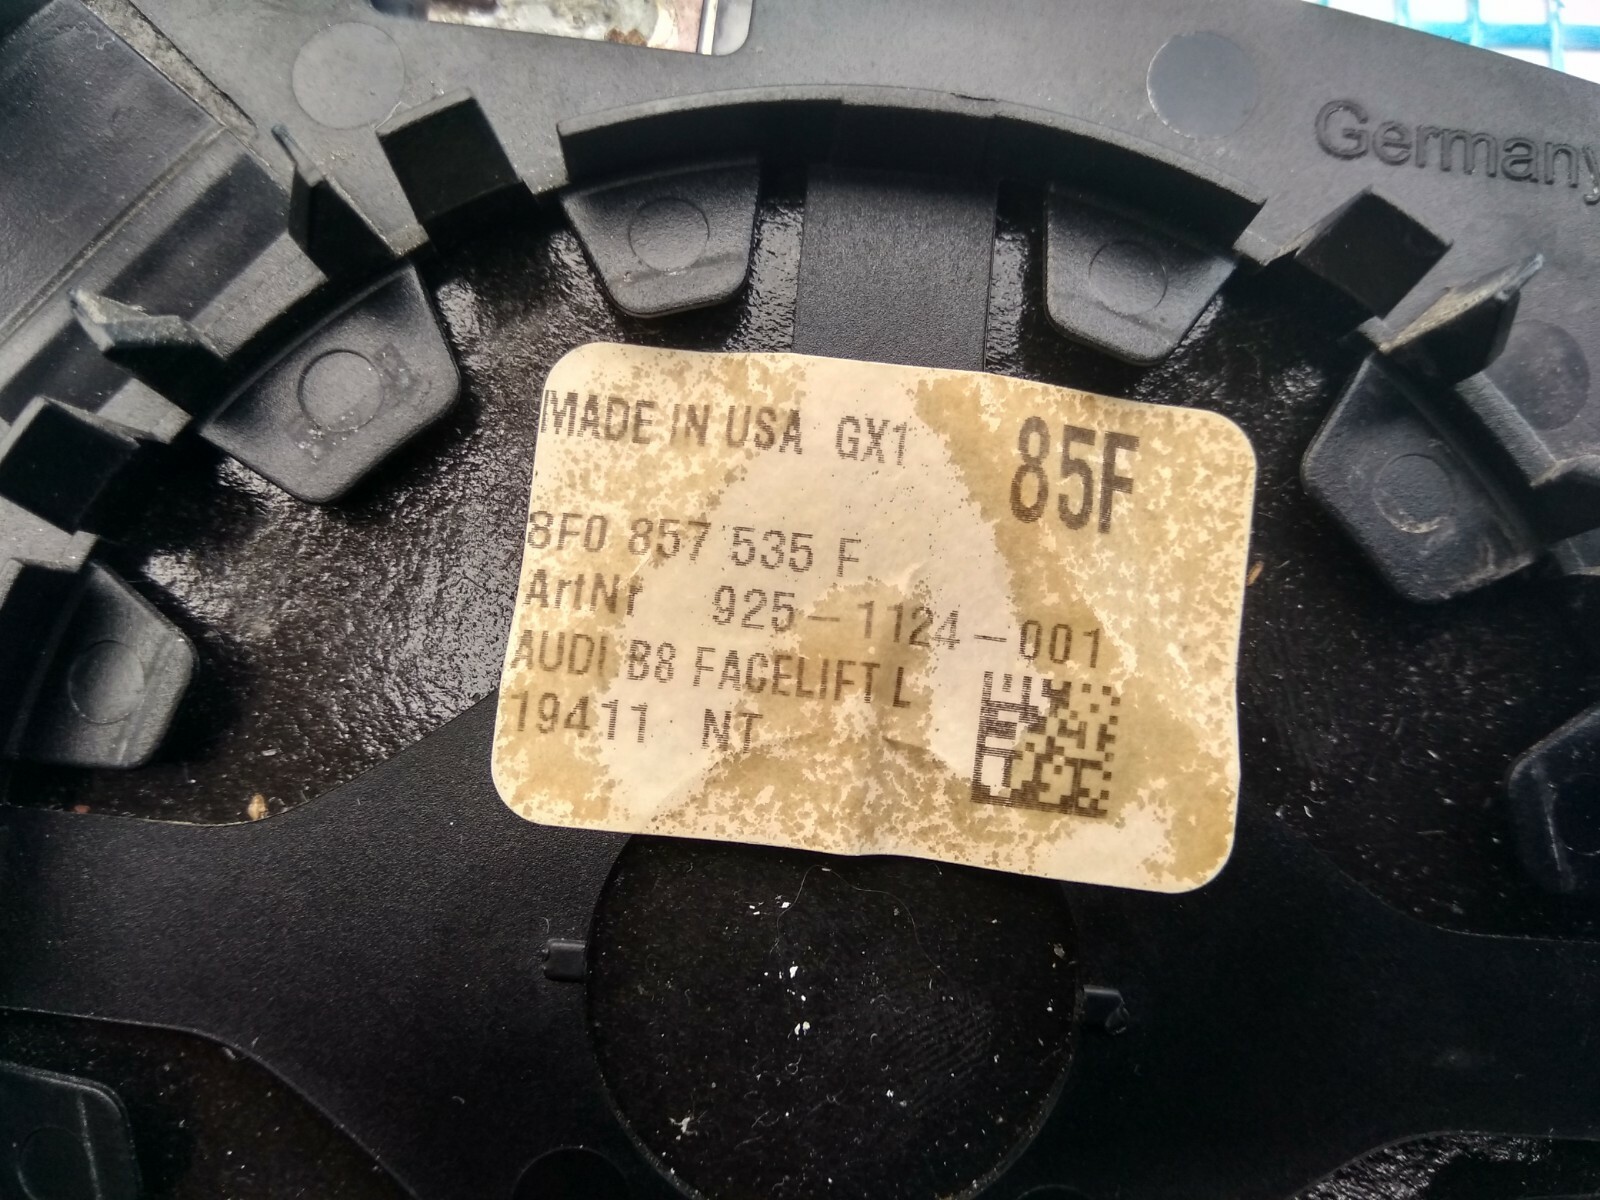 Germany
MADE IN USA GX1 85F
8F0 857 535 F
ArtNr 925-1124-001
AUDI B8 FACELIFT L
19411 NT